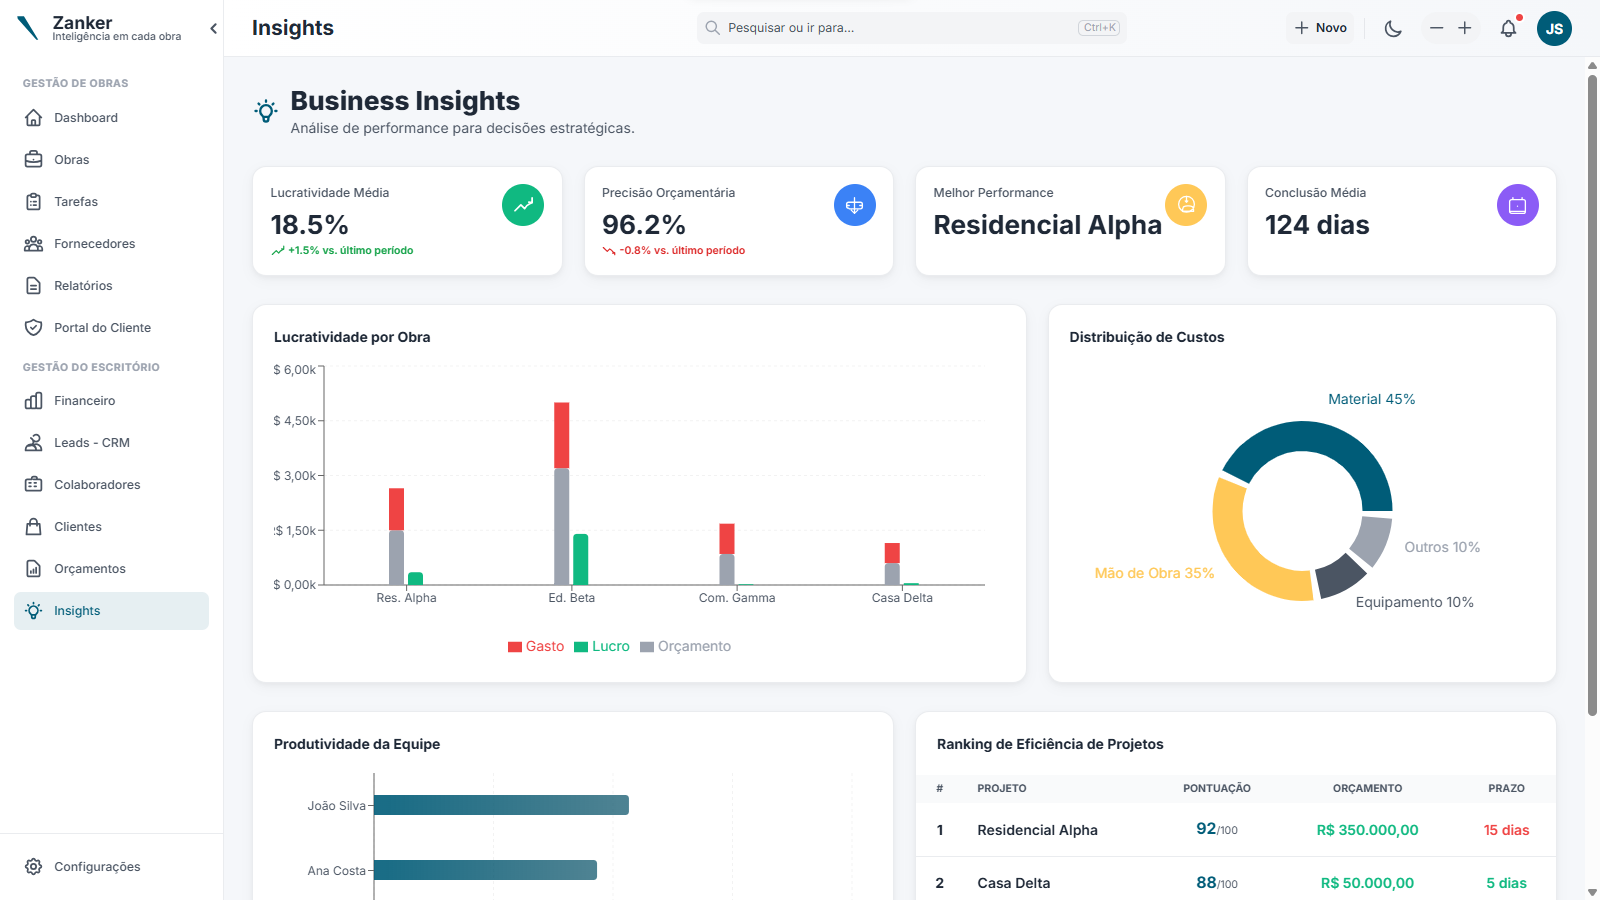 Zanker
Inteligência em cada obra
Insights
Pesquisar ou ir para...
Ctrl+K
Novo
JS
GESTÃO DE OBRAS
Dashboard
Obras
Tarefas
Fornecedores
Relatórios
Portal do Cliente
GESTÃO DO ESCRITÓRIO
Financeiro
Leads - CRM
Colaboradores
Clientes
Orçamentos
Insights
Configurações
Business Insights
Análise de performance para decisões estratégicas.
Lucratividade Média
18.5%
+1.5% vs. último período
Precisão Orçamentária
96.2%
-0.8% vs. último período
Melhor Performance
Residencial Alpha
Conclusão Média
124 dias
Lucratividade por Obra
$ 6,00k
$ 4,50k
$ 3,00k
$ 1,50k
$ 0,00k
Res. Alpha
Ed. Beta
Com. Gamma
Casa Delta
Gasto
Lucro
Orçamento
Distribuição de Custos
Material 45%
Outros 10%
Mão de Obra 35%
Equipamento 10%
Produtividade da Equipe
João Silva
Ana Costa
Ranking de Eficiência de Projetos
# PROJETO PONTUAÇÃO ORÇAMENTO PRAZO
1 Residencial Alpha 92/100 R$ 350.000,00 15 dias
2 Casa Delta 88/100 R$ 50.000,00 5 dias